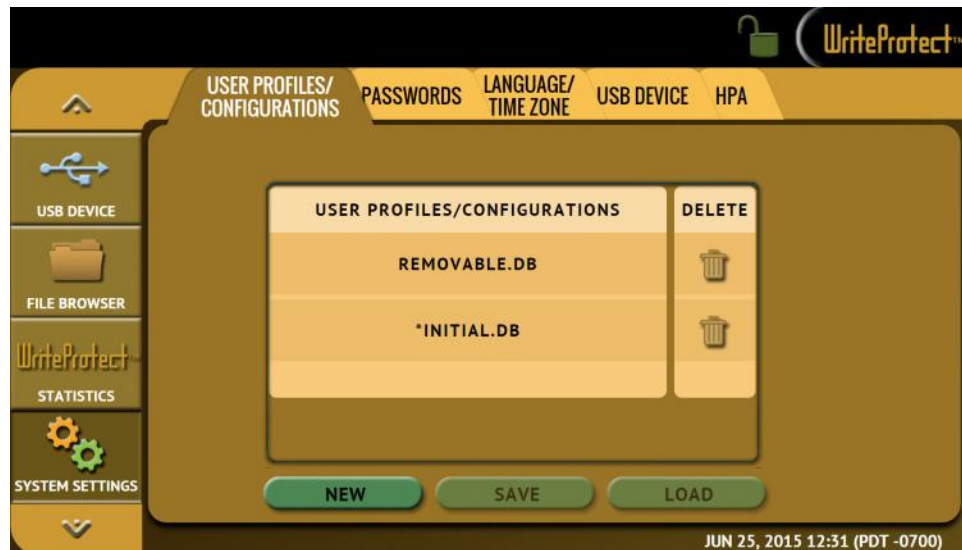 WriteProtect™
USER PROFILES/
CONFIGURATIONS
PASSWORDS
LANGUAGE/
TIME ZONE
USB DEVICE
HPA
USB DEVICE
FILE BROWSER
WriteProtect™
STATISTICS
SYSTEM SETTINGS
USER PROFILES/CONFIGURATIONS
DELETE
REMOVABLE.DB
*INITIAL.DB
NEW
SAVE
LOAD
JUN 25, 2015 12:31 (PDT -0700)